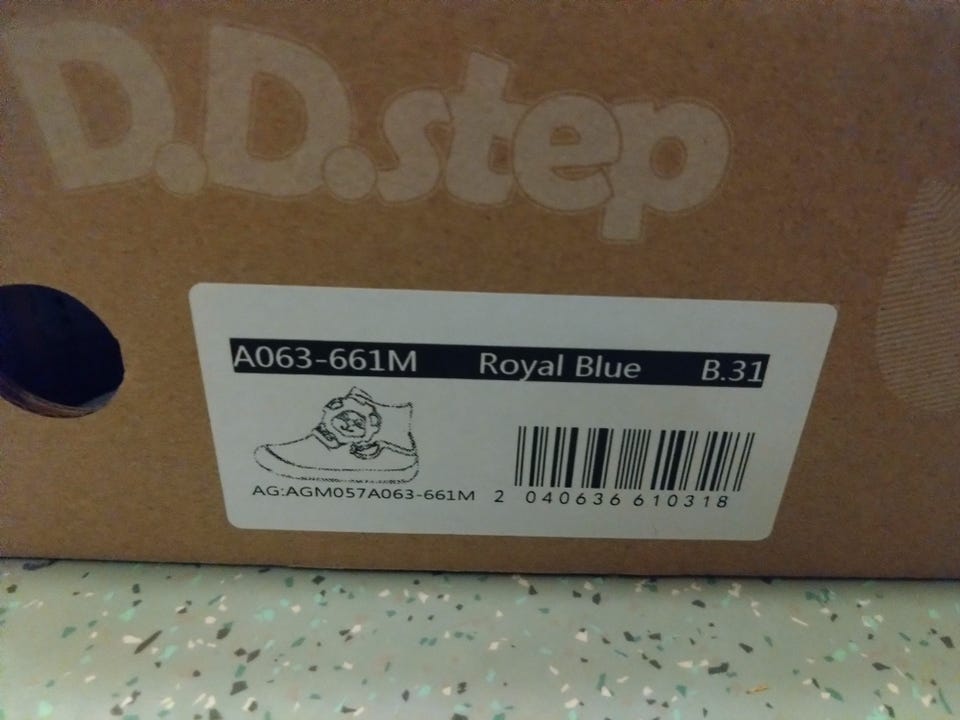 D.D.step
A063-661M Royal Blue B.31
AG:AGM057A063-661M 2 040636 610318